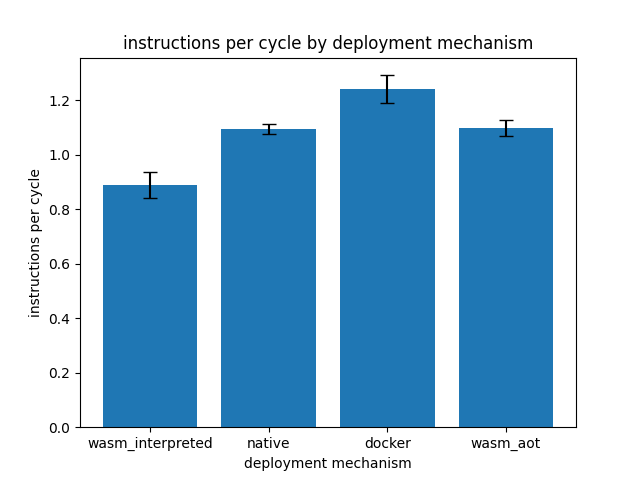 instructions per cycle by deployment mechanism
instructions per cycle
1.2
1.0
0.8
0.6
0.4
0.2
0.0
wasm_interpreted native docker wasm_aot
deployment mechanism